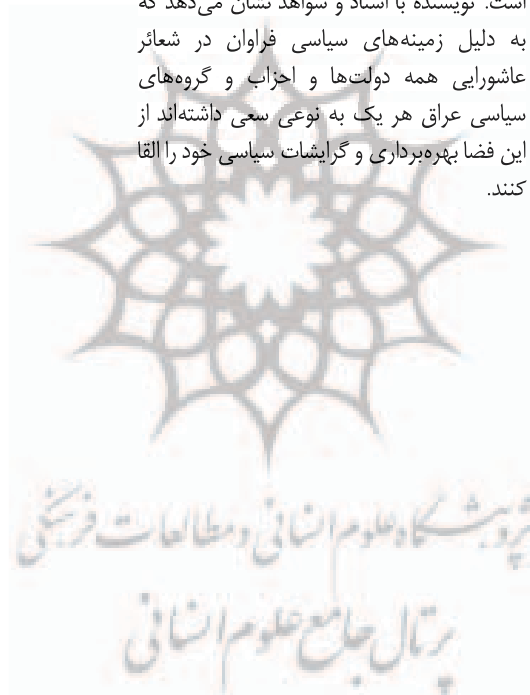 است. نویسنده با اسناد و شواهد نشان می‌دهد که
به دلیل زمینه‌های سیاسی فراوان در شعائر
عاشورایی همه دولت‌ها و احزاب و گروه‌های
سیاسی عراق هر یک به نوعی سعی داشته‌اند از
این فضا بهره‌برداری و گرایشات سیاسی خود را القا
کنند.
پژوهشگاه علوم انسانی و مطالعات فرهنگی
پرتال جامع علوم انسانی